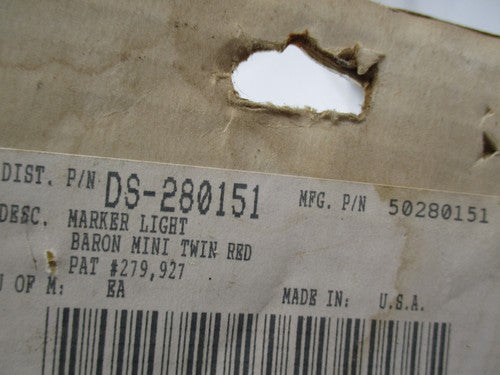 DIST. P/N DS-280151 MFG. P/N 50280151
DESC. MARKER LIGHT
BARON MINI TWIN RED
PAT #279,927
U OF M: EA MADE IN: U.S.A.